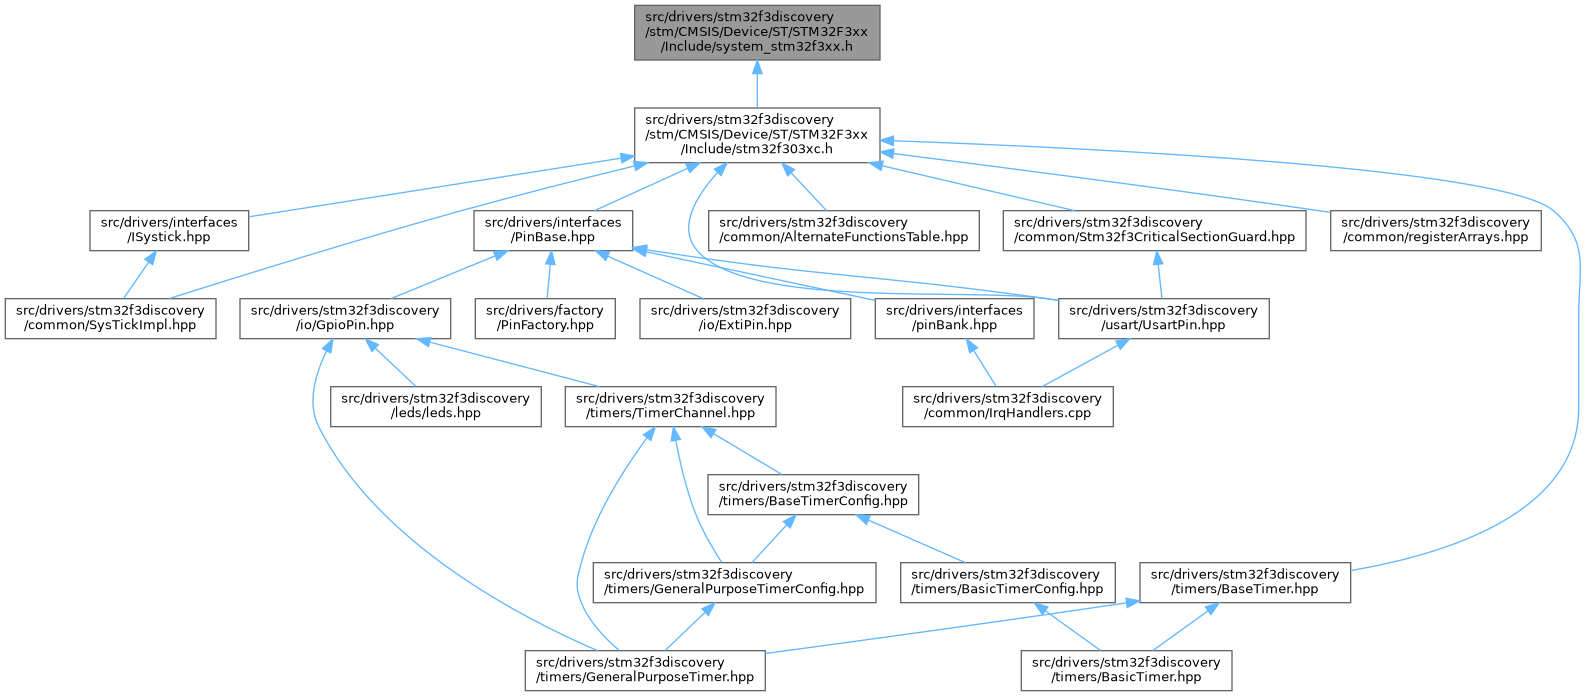 src/drivers/stm32f3discovery
/stm/CMSIS/Device/ST/STM32F3xx
/Include/system_stm32f3xx.h
src/drivers/stm32f3discovery
/stm/CMSIS/Device/ST/STM32F3xx
/Include/stm32f303xc.h
src/drivers/interfaces
/ISystick.hpp
src/drivers/interfaces
/PinBase.hpp
src/drivers/stm32f3discovery
/common/AlternateFunctionsTable.hpp
src/drivers/stm32f3discovery
/common/Stm32f3CriticalSectionGuard.hpp
src/drivers/stm32f3discovery
/common/registerArrays.hpp
src/drivers/stm32f3discovery
/common/SysTickImpl.hpp
src/drivers/stm32f3discovery
/io/GpioPin.hpp
src/drivers/factory
/PinFactory.hpp
src/drivers/stm32f3discovery
/io/ExtiPin.hpp
src/drivers/interfaces
/pinBank.hpp
src/drivers/stm32f3discovery
/usart/UsartPin.hpp
src/drivers/stm32f3discovery
/leds/leds.hpp
src/drivers/stm32f3discovery
/timers/TimerChannel.hpp
src/drivers/stm32f3discovery
/common/IrqHandlers.cpp
src/drivers/stm32f3discovery
/timers/BaseTimerConfig.hpp
src/drivers/stm32f3discovery
/timers/GeneralPurposeTimerConfig.hpp
src/drivers/stm32f3discovery
/timers/BasicTimerConfig.hpp
src/drivers/stm32f3discovery
/timers/BaseTimer.hpp
src/drivers/stm32f3discovery
/timers/GeneralPurposeTimer.hpp
src/drivers/stm32f3discovery
/timers/BasicTimer.hpp